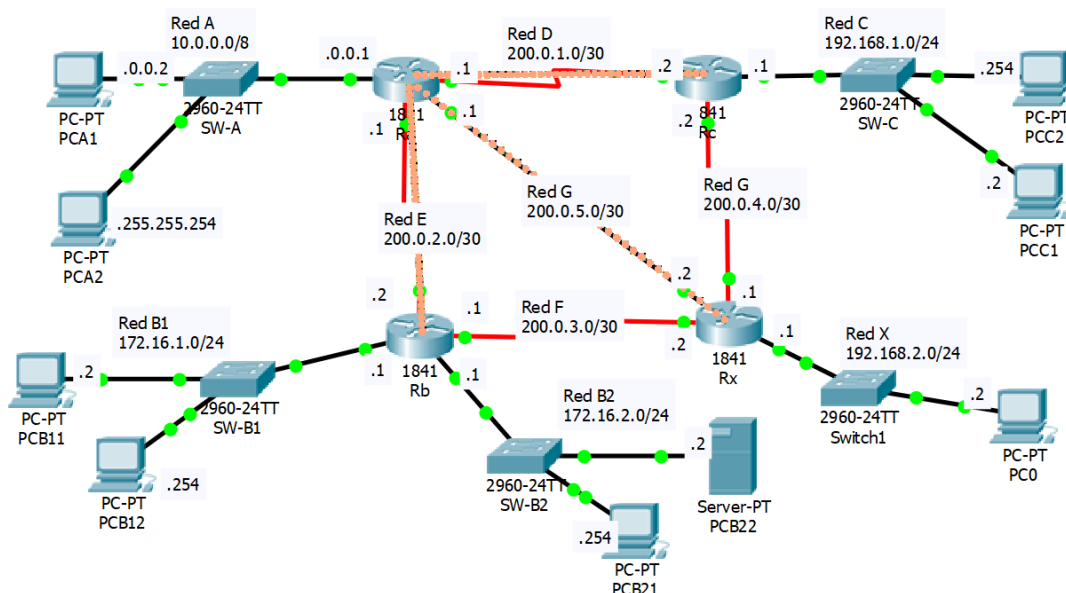 Red A
10.0.0.0/8
.0.0.2
.0.0.1
PC-PT
PCA1
2960-24TT
SW-A
.255.255.254
PC-PT
PCA2
.1
.1
.1
Red D
200.0.1.0/30
.2
.1
.2
841
Rc
Red C
192.168.1.0/24
.254
2960-24TT
SW-C
PC-PT
PCC2
.2
PC-PT
PCC1
Red E
200.0.2.0/30
Red G
200.0.5.0/30
Red G
200.0.4.0/30
.2
.1
.2
.1
Red F
200.0.3.0/30
.2
.1
1841
Rb
.1
.1
1841
Rx
Red B1
172.16.1.0/24
.2
PC-PT
PCB11
2960-24TT
SW-B1
.254
PC-PT
PCB12
Red B2
172.16.2.0/24
.2
2960-24TT
SW-B2
Server-PT
PCB22
.254
PC-PT
PCB21
Red X
192.168.2.0/24
.2
2960-24TT
Switch1
PC-PT
PC0